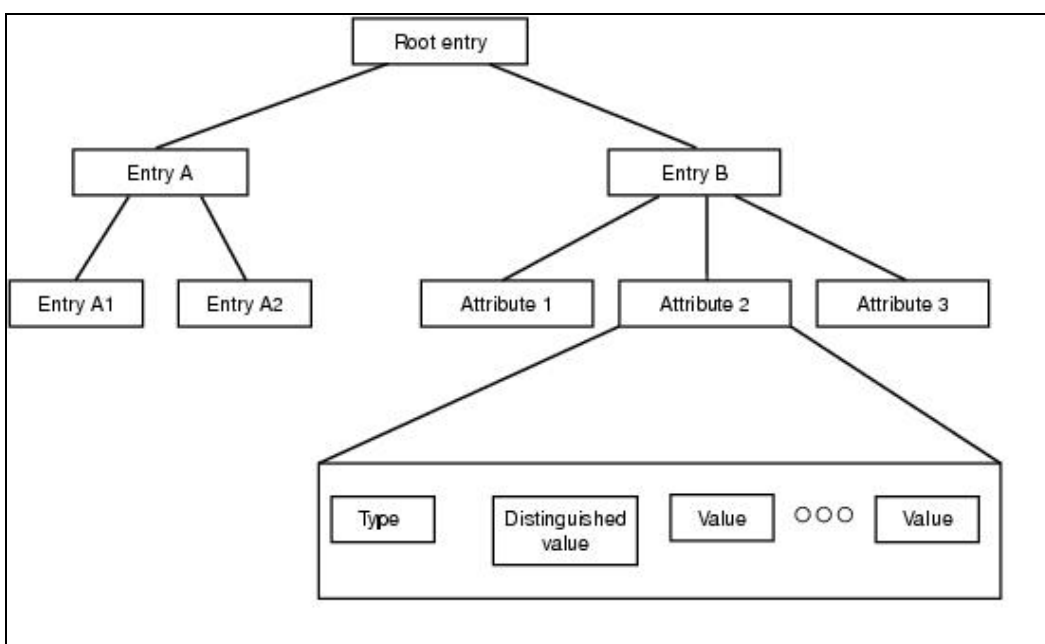 Root entry
Entry A
Entry B
Entry A1
Entry A2
Attribute 1
Attribute 2
Attribute 3
Type
Distinguished
value
Value
Value